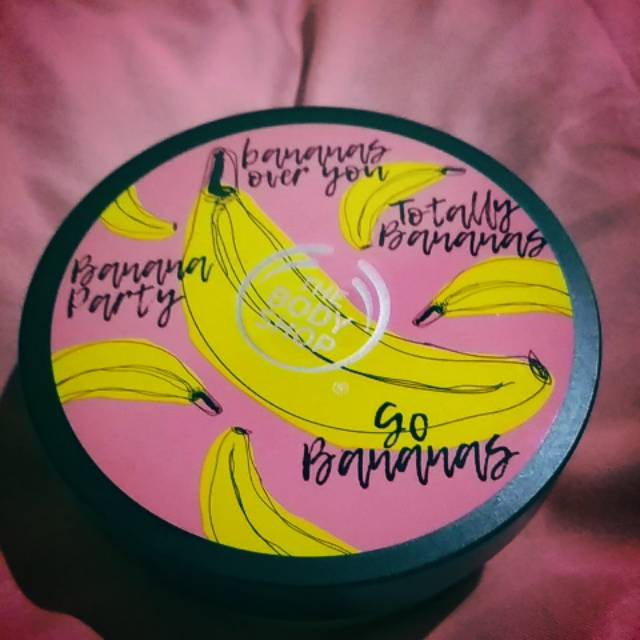 bananas
over you
Totally
Bananas
Banana
Party
THE
BODY
SHOP
®
Go
Bananas